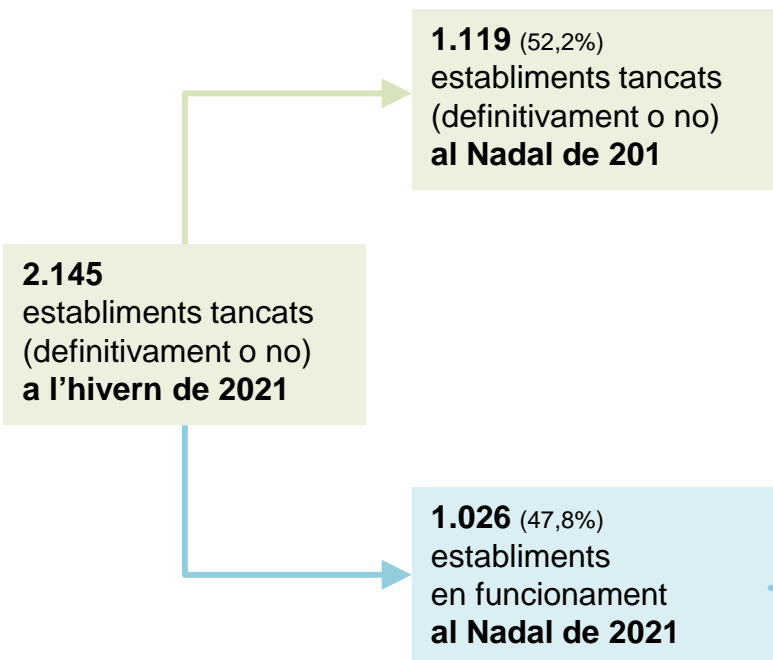 1.119 (52,2%)
establiments tancats
(definitivament o no)
al Nadal de 201
2.145
establiments tancats
(definitivament o no)
a l’hivern de 2021
1.026 (47,8%)
establiments
en funcionament
al Nadal de 2021